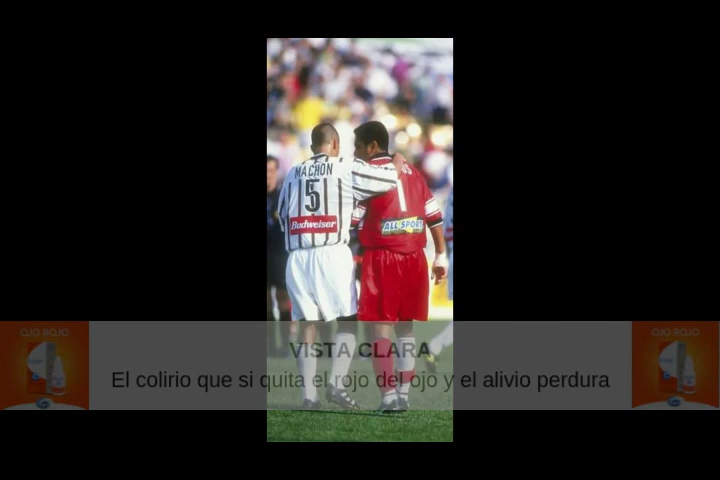 MACHON
5
Budweiser
1
ALL SPORT
OJO ROJO
OJO ROJO
VISTA CLARA
El colirio que si quita el rojo del ojo y el alivio perdura